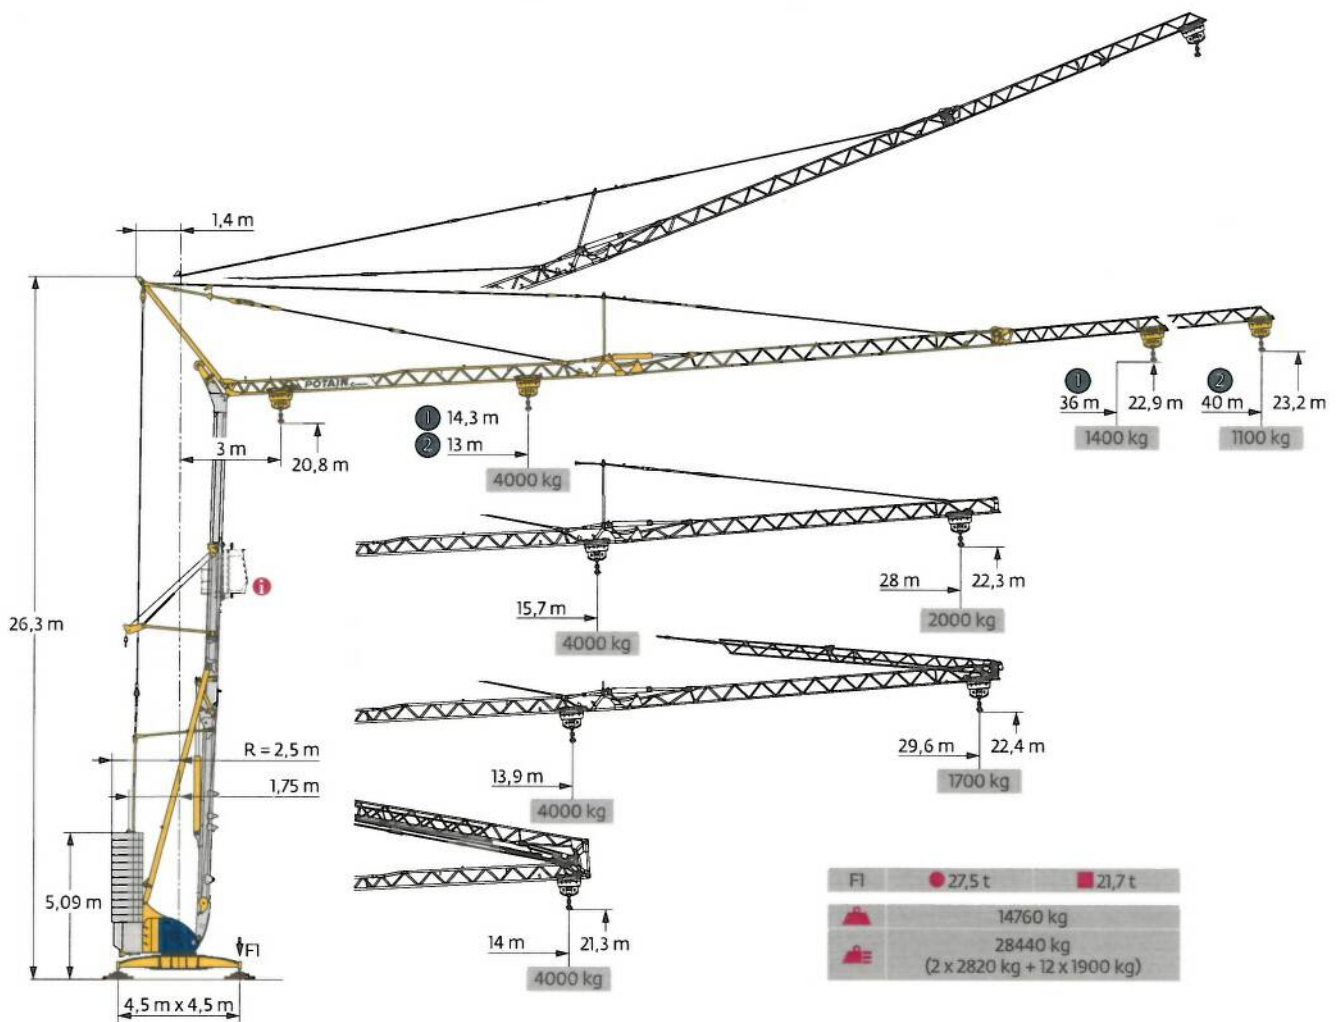 1,4 m
POTAIN
1 14,3 m
2 13 m
4000 kg
1
36 m 22,9 m
1400 kg
2
40 m 23,2 m
1100 kg
3 m
20,8 m
i
26,3 m
15,7 m
4000 kg
28 m 22,3 m
2000 kg
R = 2,5 m
1,75 m
13,9 m
4000 kg
29,6 m 22,4 m
1700 kg
5,09 m
F1
4,5 m x 4,5 m
14 m 21,3 m
4000 kg
F1 27,5 t 21,7 t
14760 kg
28440 kg
(2 x 2820 kg + 12 x 1900 kg)